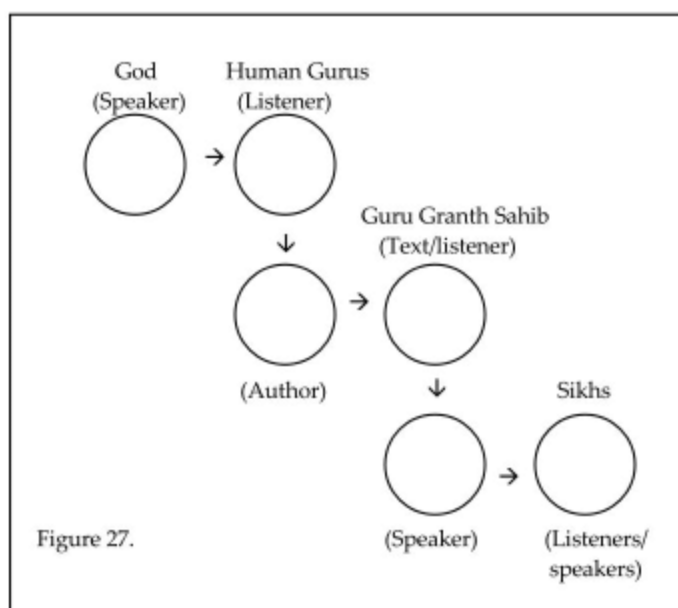 God
(Speaker)
Human Gurus
(Listener)
Guru Granth Sahib
(Text/listener)
(Author)
Sikhs
Figure 27.
(Speaker)
(Listeners/
speakers)